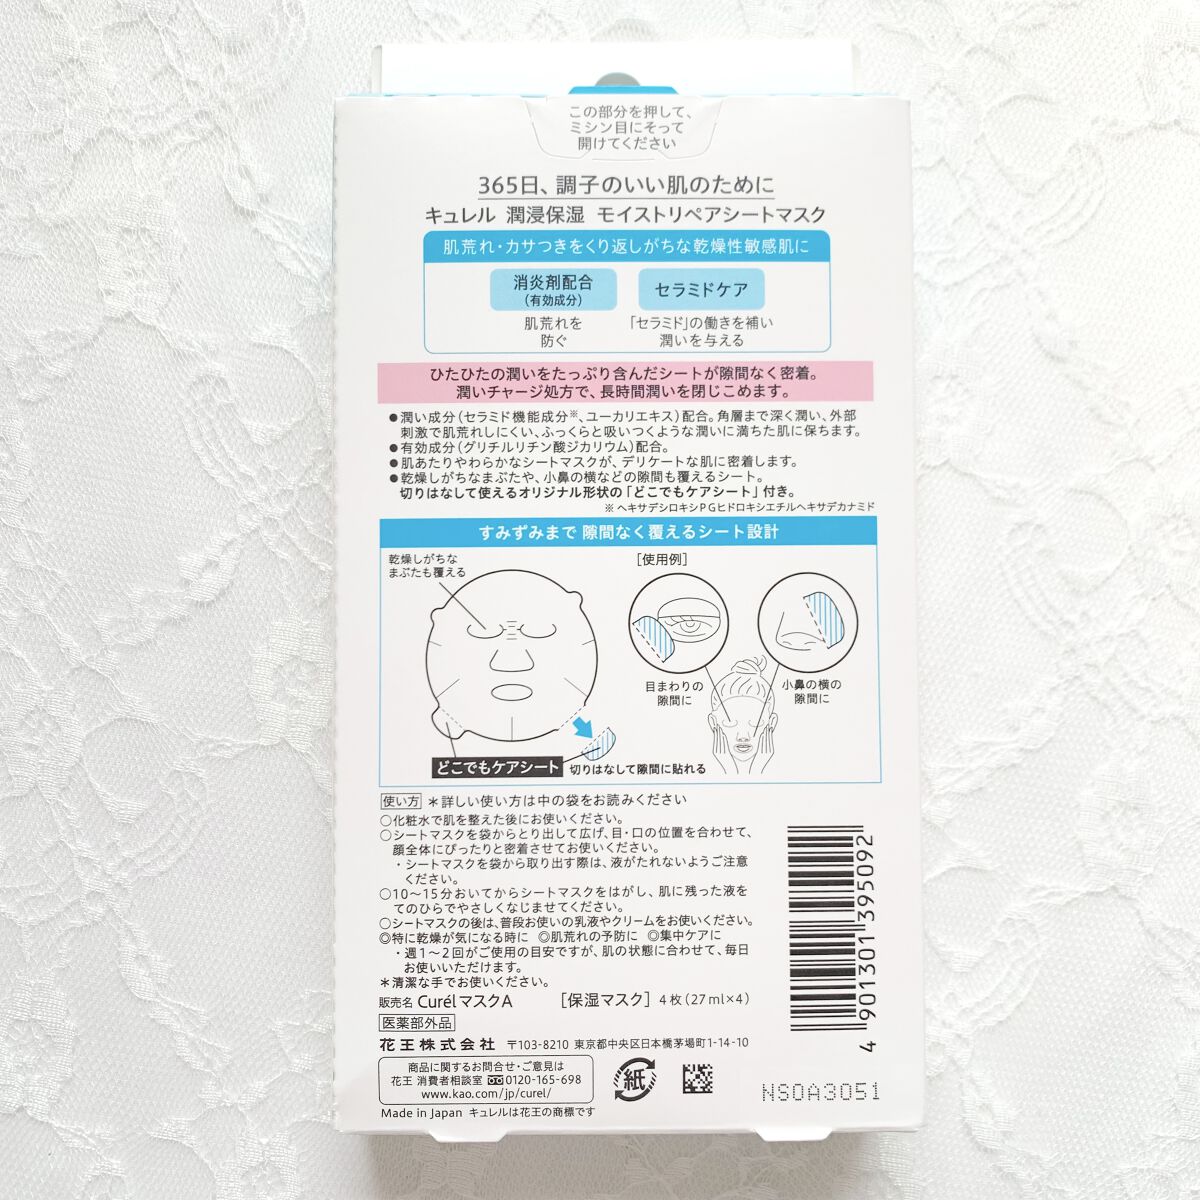 この部分を押して、
ミシン目にそって
開けてください
365日、調子のいい肌のために
キュレル 潤浸保湿 モイストリペアシートマスク
肌荒れ・カサつきをくり返しがちな乾燥性敏感肌に
消炎剤配合
（有効成分）
セラミドケア
肌荒れを
防ぐ
「セラミド」の働きを補い
潤いを与える
ひたひたの潤いをたっぷり含んだシートが隙間なく密着。
潤いチャージ処方で、長時間潤いを閉じこめます。
●潤い成分（セラミド機能成分※、ユーカリエキス）配合。角層まで深く潤い、外部
刺激で肌荒れしにくい、ふっくらと吸いつくような潤いに満ちた肌に保ちます。
●有効成分（グリチルリチン酸ジカリウム）配合。
●肌あたりやわらかなシートマスクが、デリケートな肌に密着します。
●乾燥しがちなまぶたや、小鼻の横などの隙間も覆えるシート。
切りはなして使えるオリジナル形状の「どこでもケアシート」付き。
※ ヘキサデシロキシPGヒドロキシエチルヘキサデカナミド
すみずみまで 隙間なく覆えるシート設計
乾燥しがちな
まぶたも覆える
［使用例］
目まわりの
隙間に
小鼻の横の
隙間に
どこでもケアシート
切りはなして隙間に貼れる
使い方 ＊詳しい使い方は中の袋をお読みください
○化粧水で肌を整えた後にお使いください。
○シートマスクを袋からとり出して広げ、目・口の位置を合わせて、
顔全体にぴったりと密着させてお使いください。
・シートマスクを袋から取り出す際は、液がたれないようご注意
ください。
○10～15分おいてからシートマスクをはがし、肌に残った液を
てのひらでやさしくなじませてください。
○シートマスクの後は、普段お使いの乳液やクリームをお使いください。
◎特に乾燥が気になる時に ◎肌荒れの予防に ◎集中ケアに
・週1～2回がご使用の目安ですが、肌の状態に合わせて、毎日
お使いいただけます。
＊清潔な手でお使いください。
販売名 CurélマスクA ［保湿マスク］ 4枚（27ml×4）
医薬部外品
花王株式会社 〒103-8210 東京都中央区日本橋茅場町1-14-10
商品に関するお問合せ・ご意見は
花王 消費者相談室 0120-165-698
www.kao.com/jp/curel/
Made in Japan キュレルは花王の商標です
紙
4 901301 395092
NS0A3051